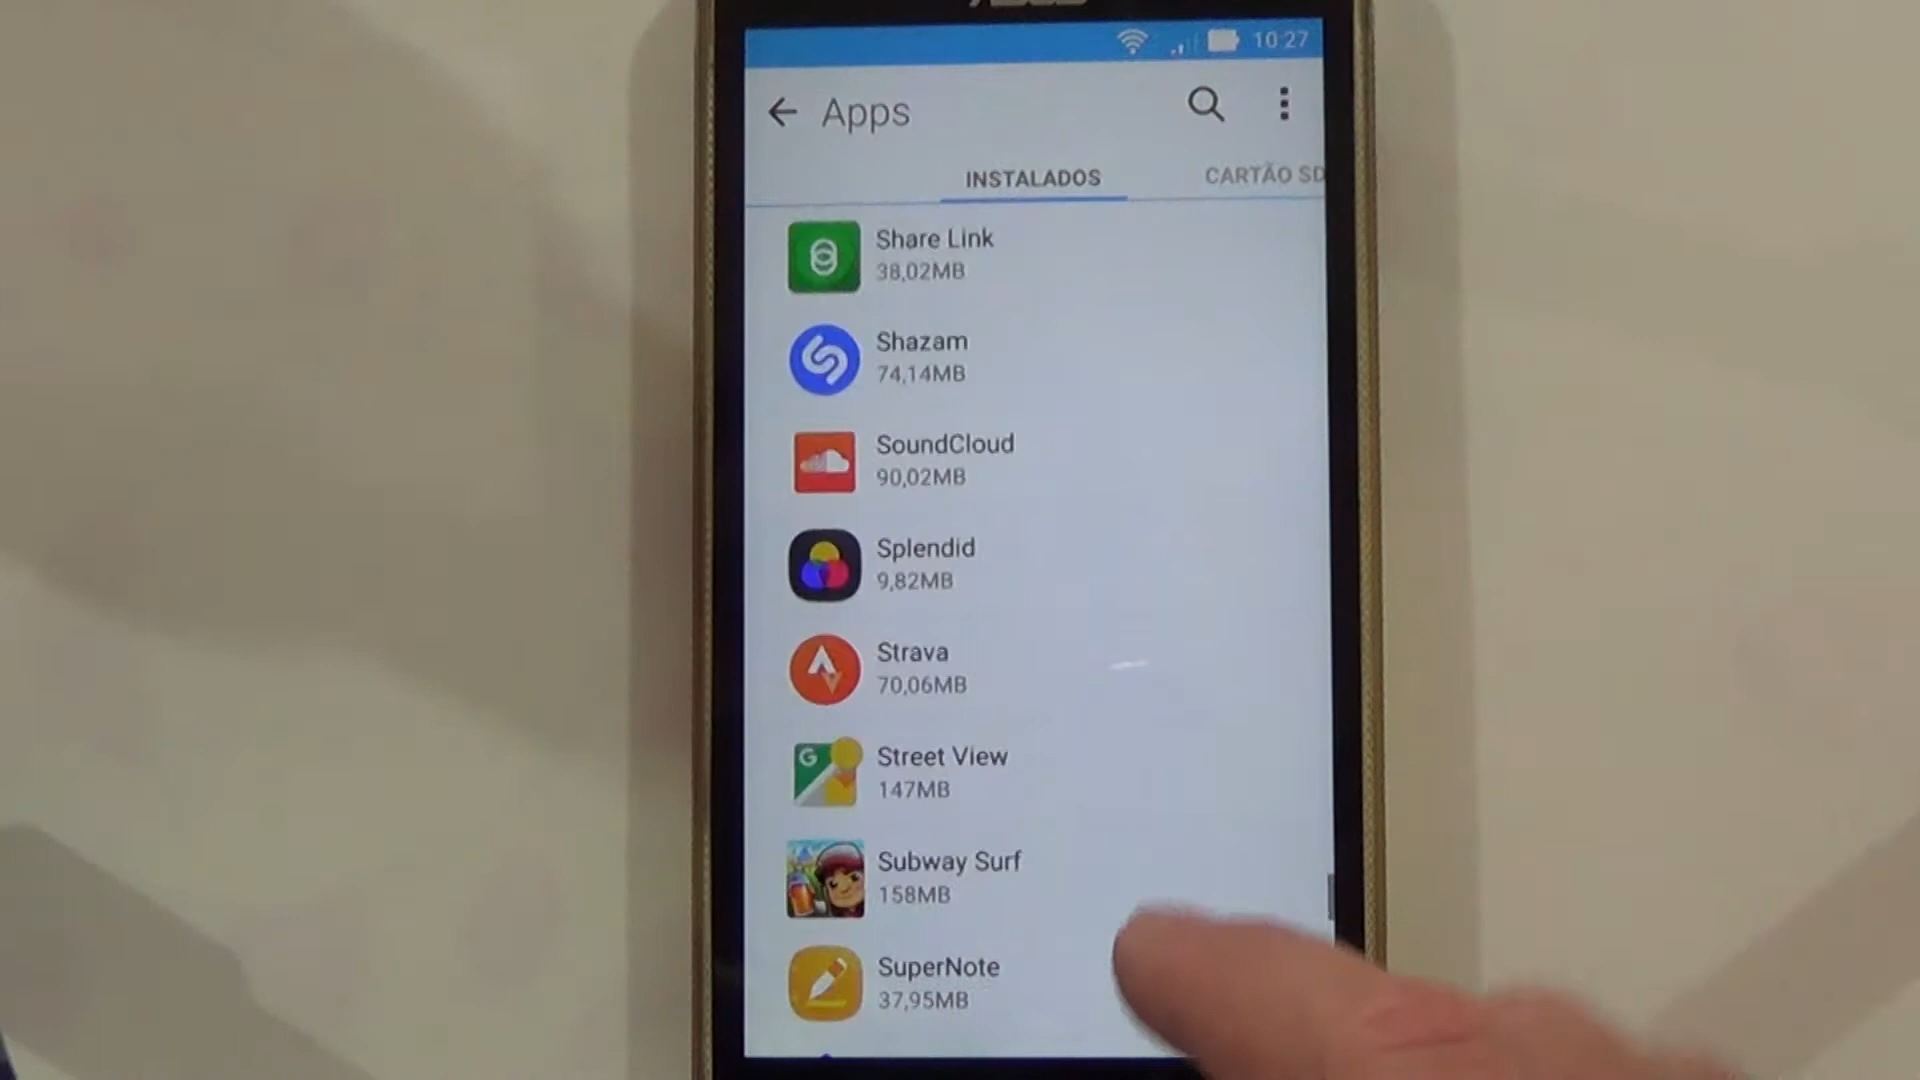 10:27
Apps
INSTALADOS CARTÃO SD
Share Link
38,02MB
Shazam
74,14MB
SoundCloud
90,02MB
Splendid
9,82MB
Strava
70,06MB
G
Street View
147MB
Subway Surf
158MB
SuperNote
37,95MB